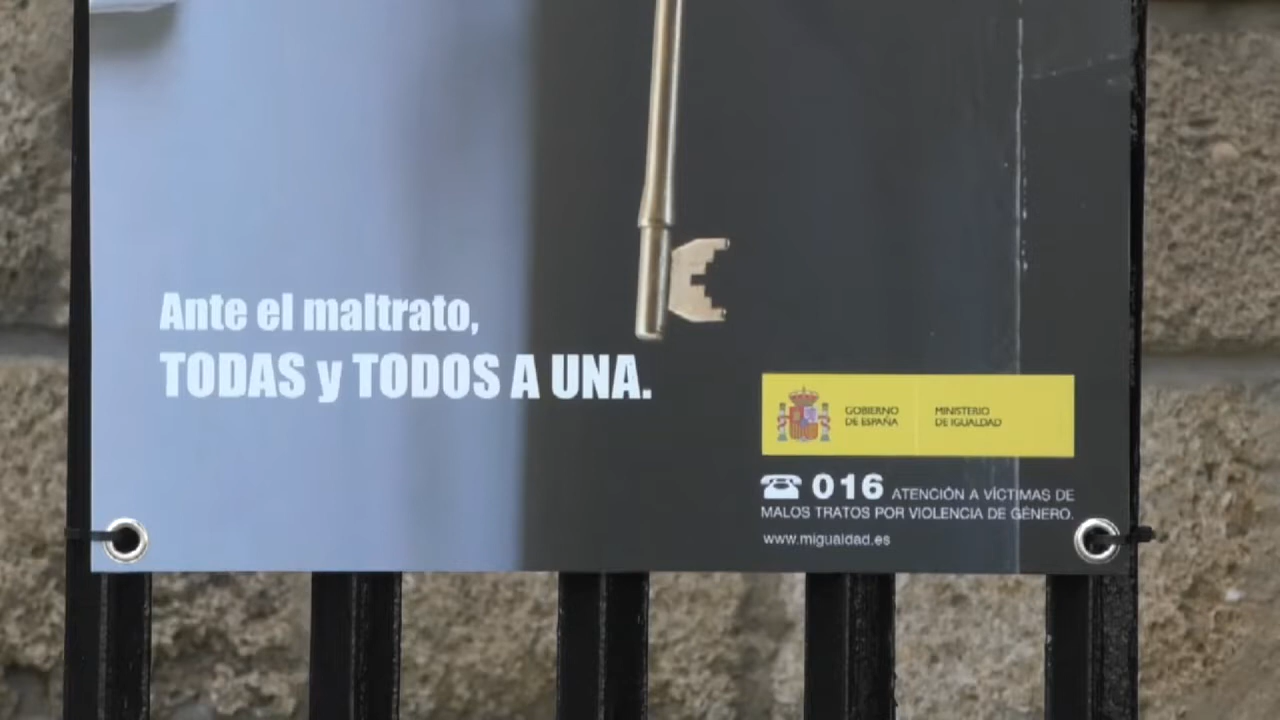 Ante el maltrato,
TODAS y TODOS A UNA.
GOBIERNO
DE ESPAÑA
MINISTERIO
DE IGUALDAD
016 ATENCIÓN A VÍCTIMAS DE
MALOS TRATOS POR VIOLENCIA DE GÉNERO.
www.migualdad.es